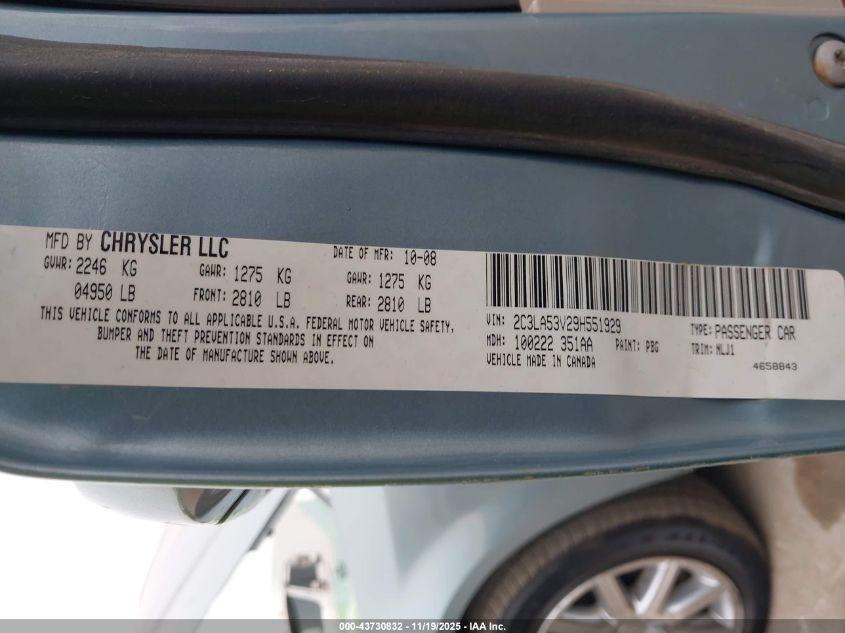 MFD BY CHRYSLER LLC
DATE OF MFR: 10-08
GVWR: 2246 KG
GAWR: 1275 KG
GAWR: 1275 KG
04950 LB
FRONT: 2810 LB
REAR: 2810 LB
THIS VEHICLE CONFORMS TO ALL APPLICABLE U.S.A. FEDERAL MOTOR VEHICLE SAFETY,
BUMPER AND THEFT PREVENTION STANDARDS IN EFFECT ON
THE DATE OF MANUFACTURE SHOWN ABOVE.
VIN: 2C3LA53V29H551929
TYPE: PASSENGER CAR
MDH: 100222 351AA
PAINT: PBG
TRIM: NLJ1
VEHICLE MADE IN CANADA
4658843
000-43730832 - 11/19/2025 - IAA, Inc.